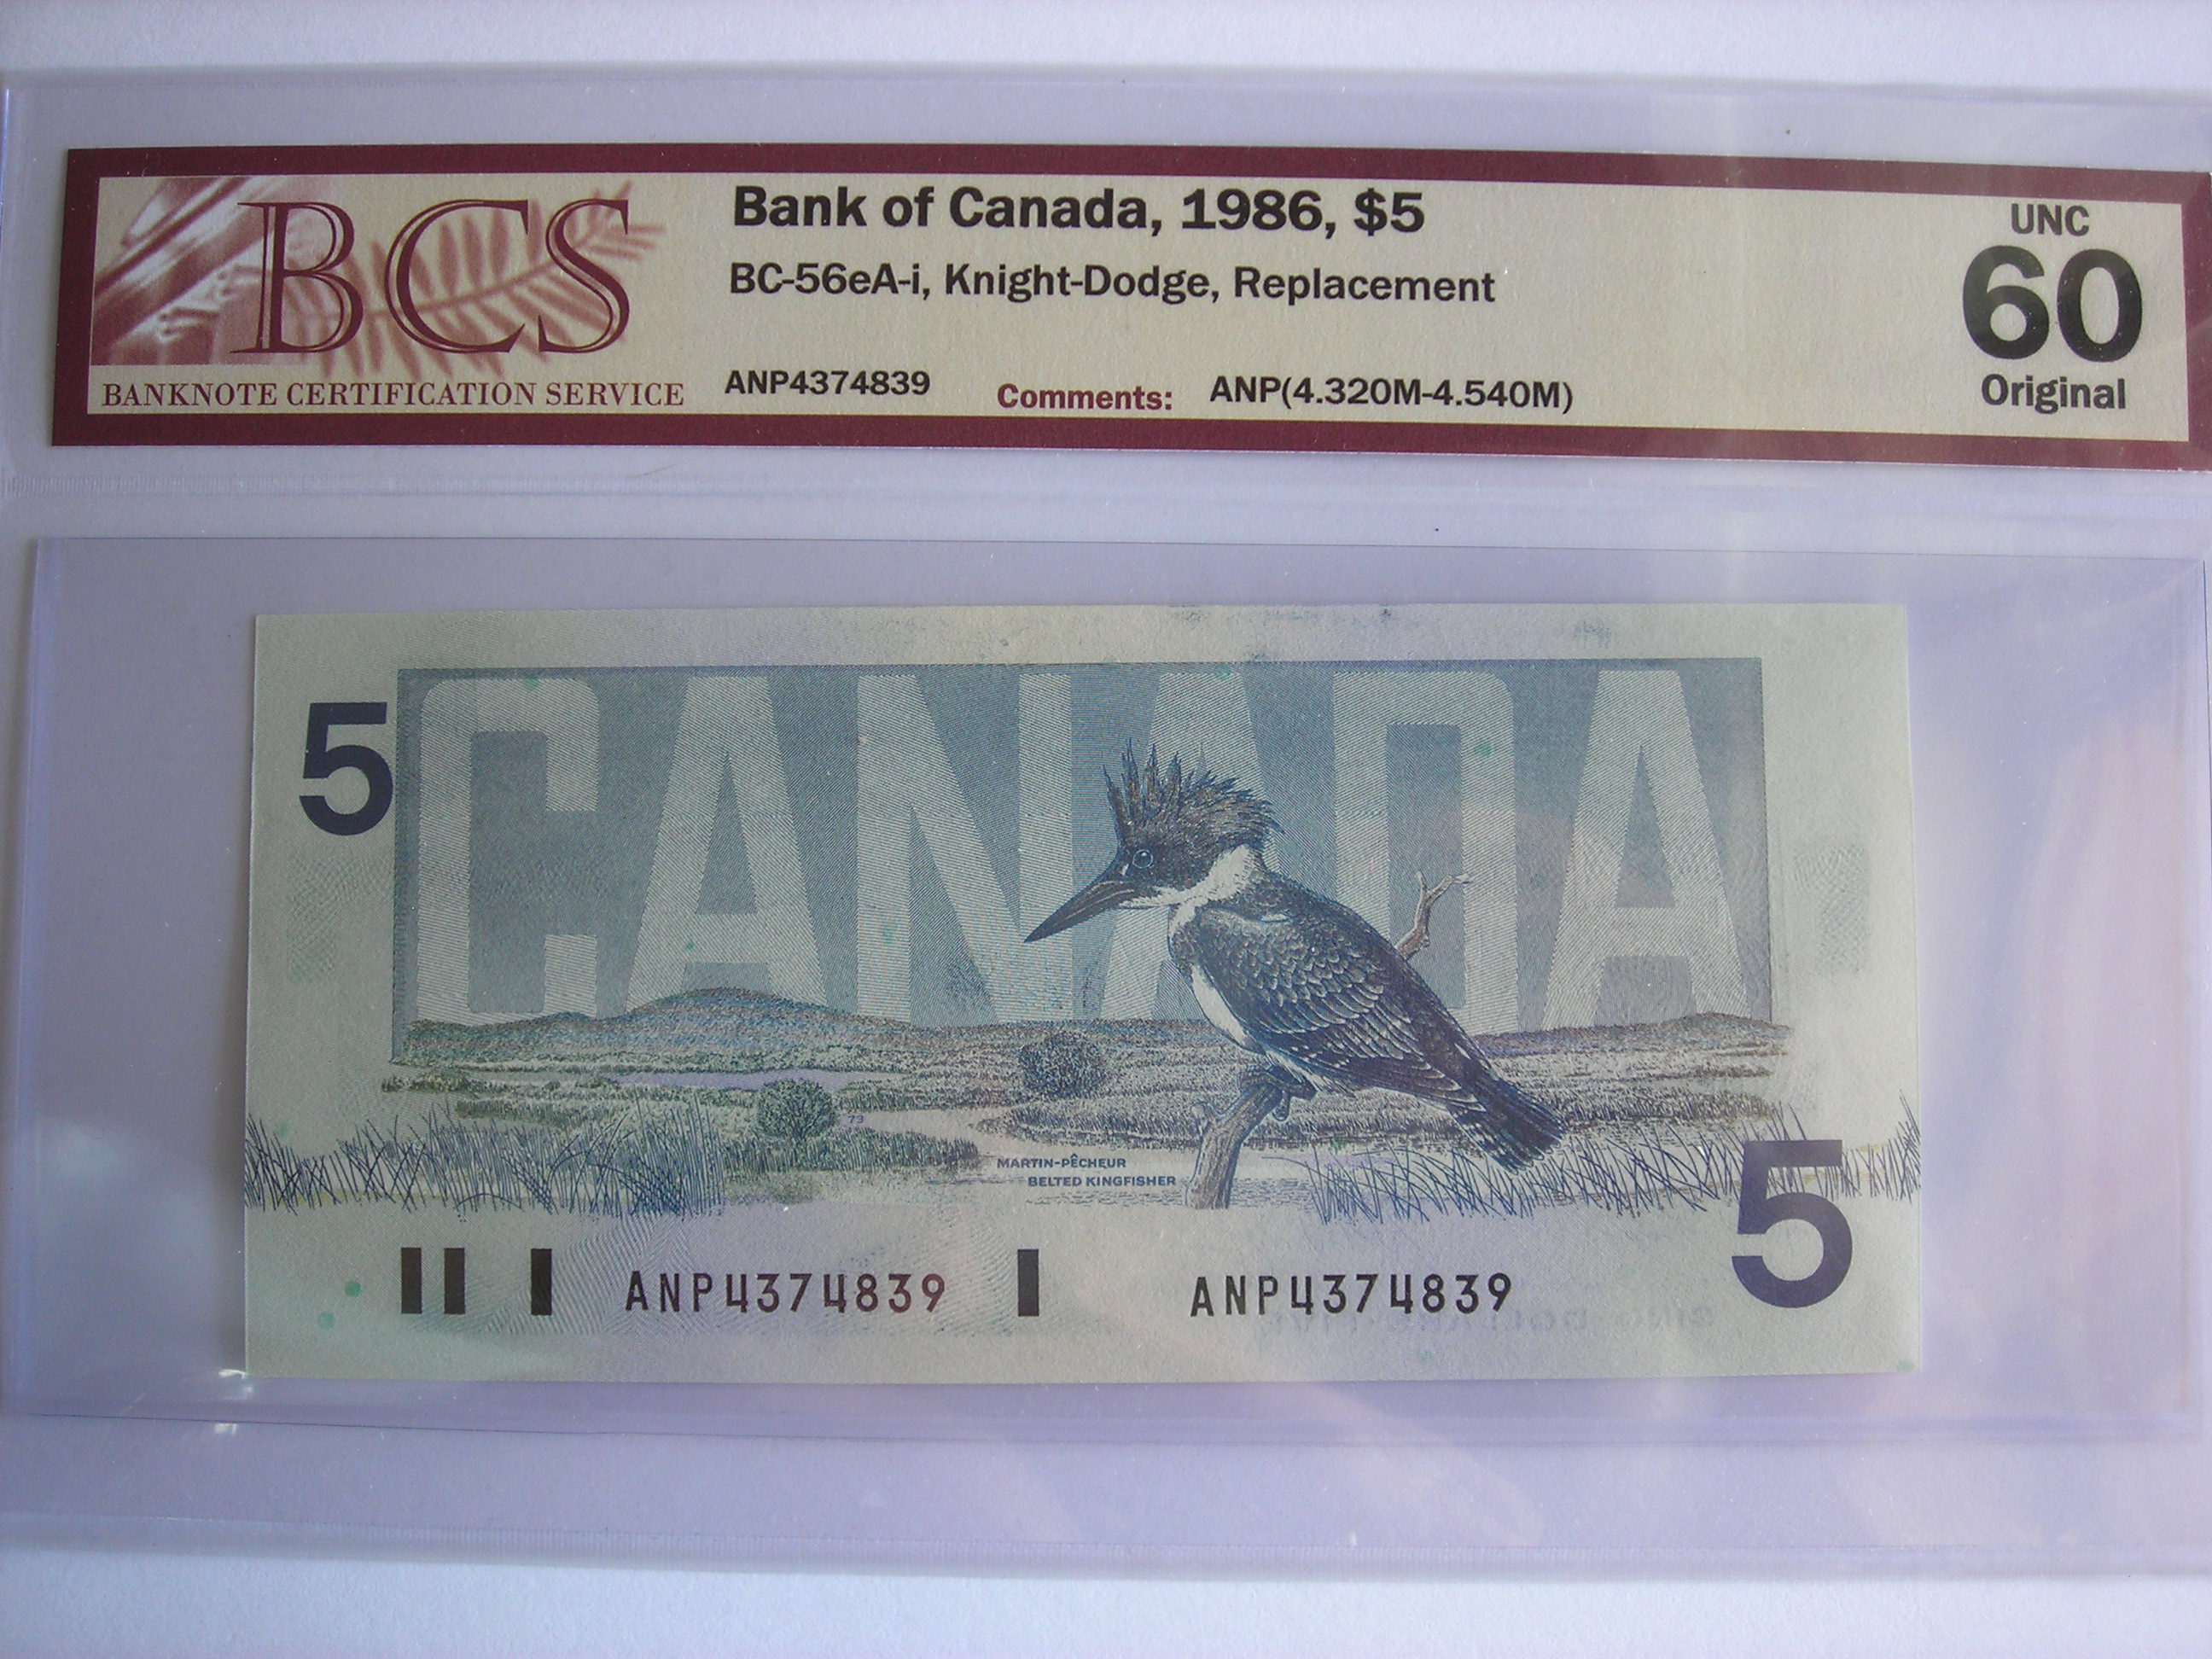 BCS
BANKNOTE CERTIFICATION SERVICE
Bank of Canada, 1986, $5
BC-56eA-i, Knight-Dodge, Replacement
ANP4374839 Comments: ANP(4.320M-4.540M)
UNC
60
Original
5
CANADA
73
MARTIN-PÊCHEUR
BELTED KINGFISHER
5
ANP4374839 ANP4374839